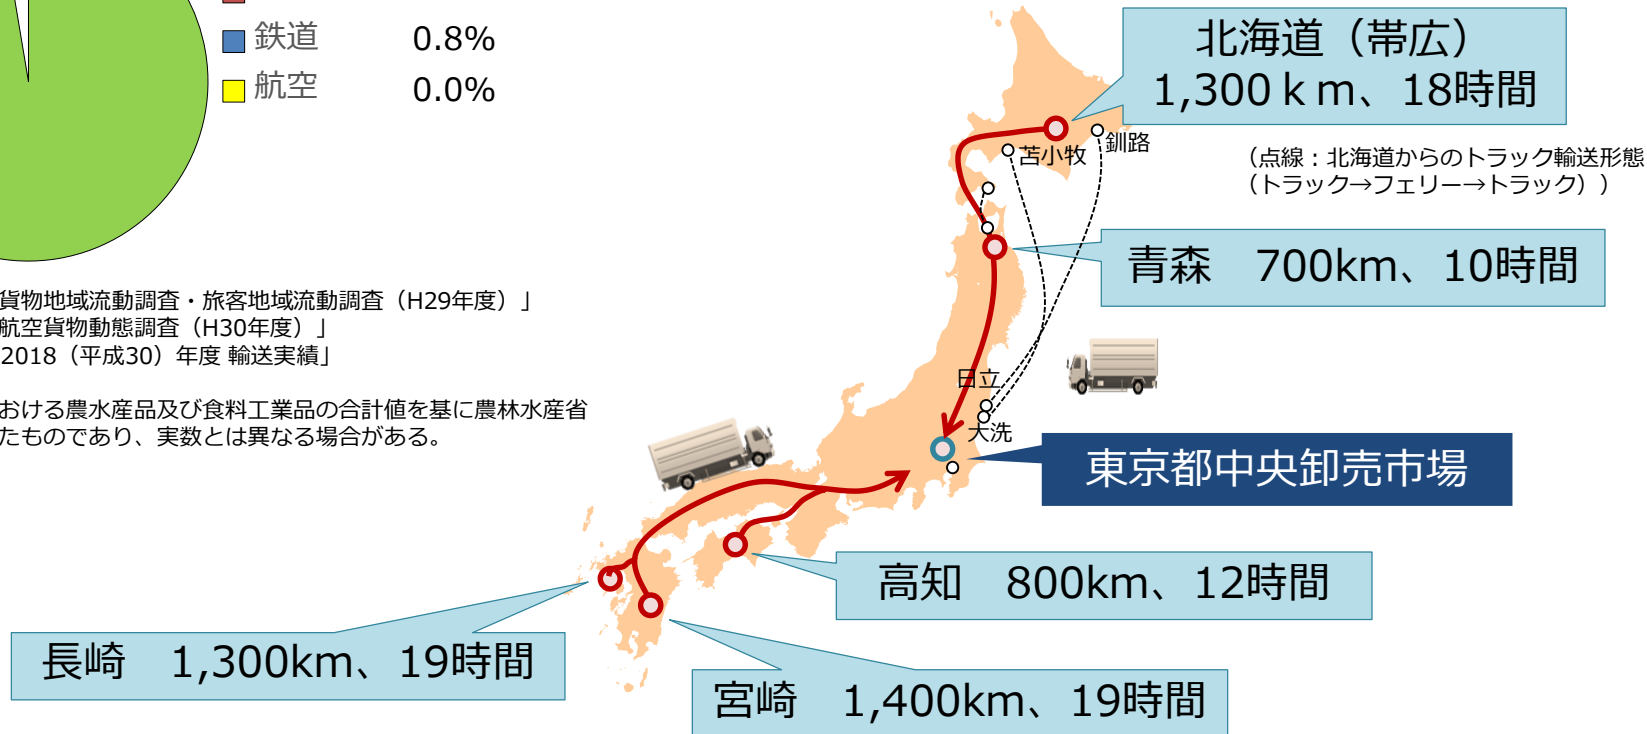 鉄道 0.8%
航空 0.0%
貨物地域流動調査・旅客地域流動調査（H29年度）」
航空貨物動態調査（H30年度）」
2018（平成30）年度 輸送実績」
おける農水産品及び食料工業品の合計値を基に農林水産省
たものであり、実数とは異なる場合がある。
北海道（帯広）
1,300ｋｍ、18時間
釧路
苫小牧
（点線：北海道からのトラック輸送形態
（トラック→フェリー→トラック））
青森　700km、10時間
日立
大洗
東京都中央卸売市場
高知　800km、12時間
長崎　1,300km、19時間
宮崎　1,400km、19時間